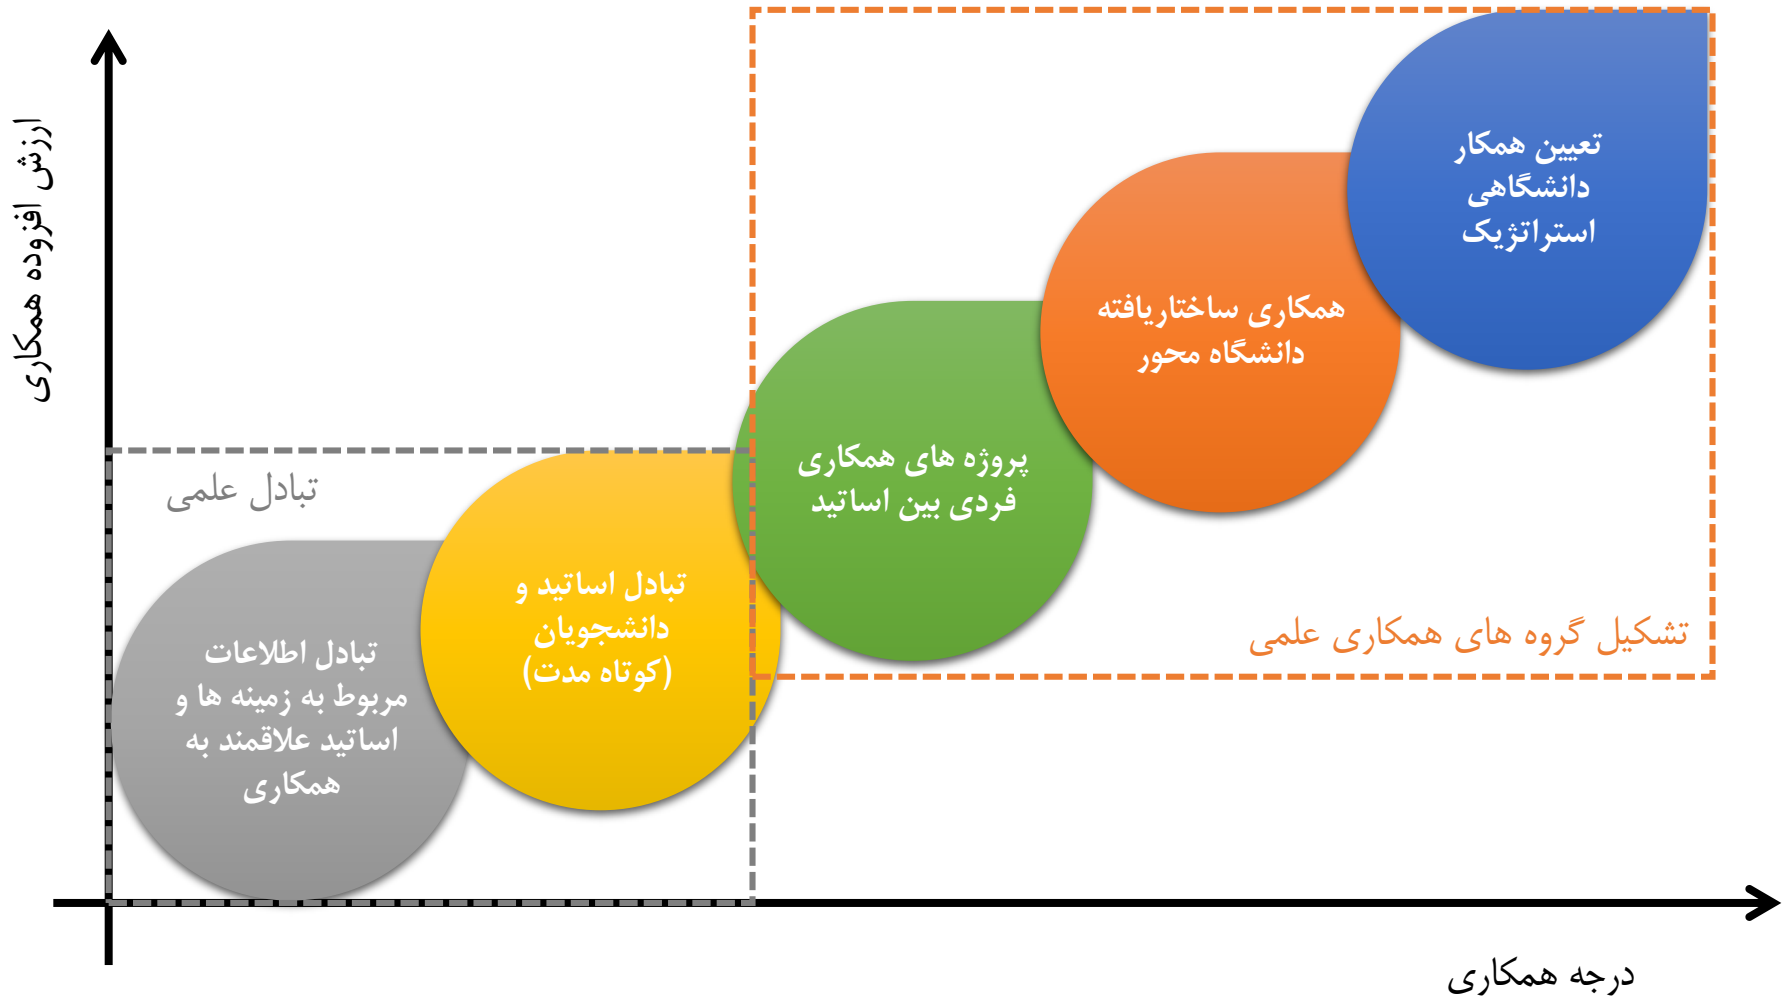 ارزش افزوده همکاری
تعیین همکار
دانشگاهی
استراتژیک
همکاری ساختاریافته
دانشگاه محور
پروژه های همکاری
فردی بین اساتید
تبادل علمی
تبادل اساتید و
دانشجویان
(کوتاه مدت)
تشکیل گروه های همکاری علمی
تبادل اطلاعات
مربوط به زمینه ها و
اساتید علاقمند به
همکاری
درجه همکاری